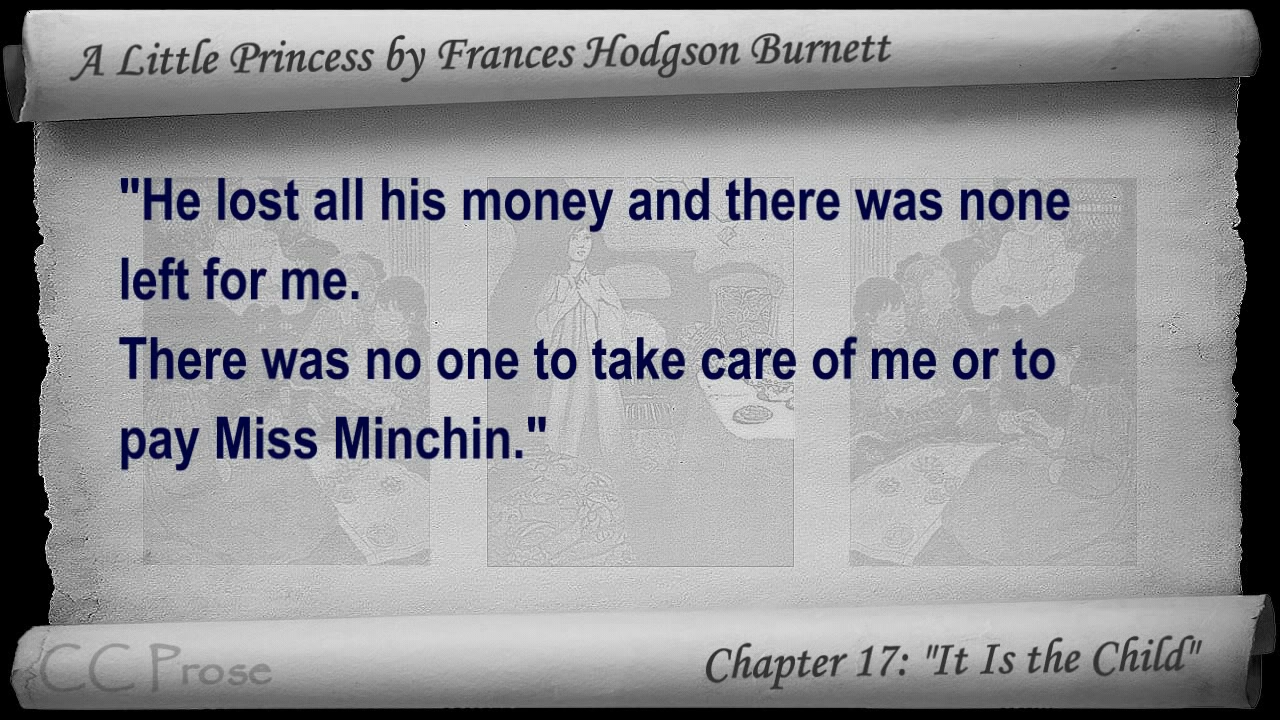 A Little Princess by Frances Hodgson Burnett
"He lost all his money and there was none
left for me.
There was no one to take care of me or to
pay Miss Minchin."
CC Prose
Chapter 17: "It Is the Child"